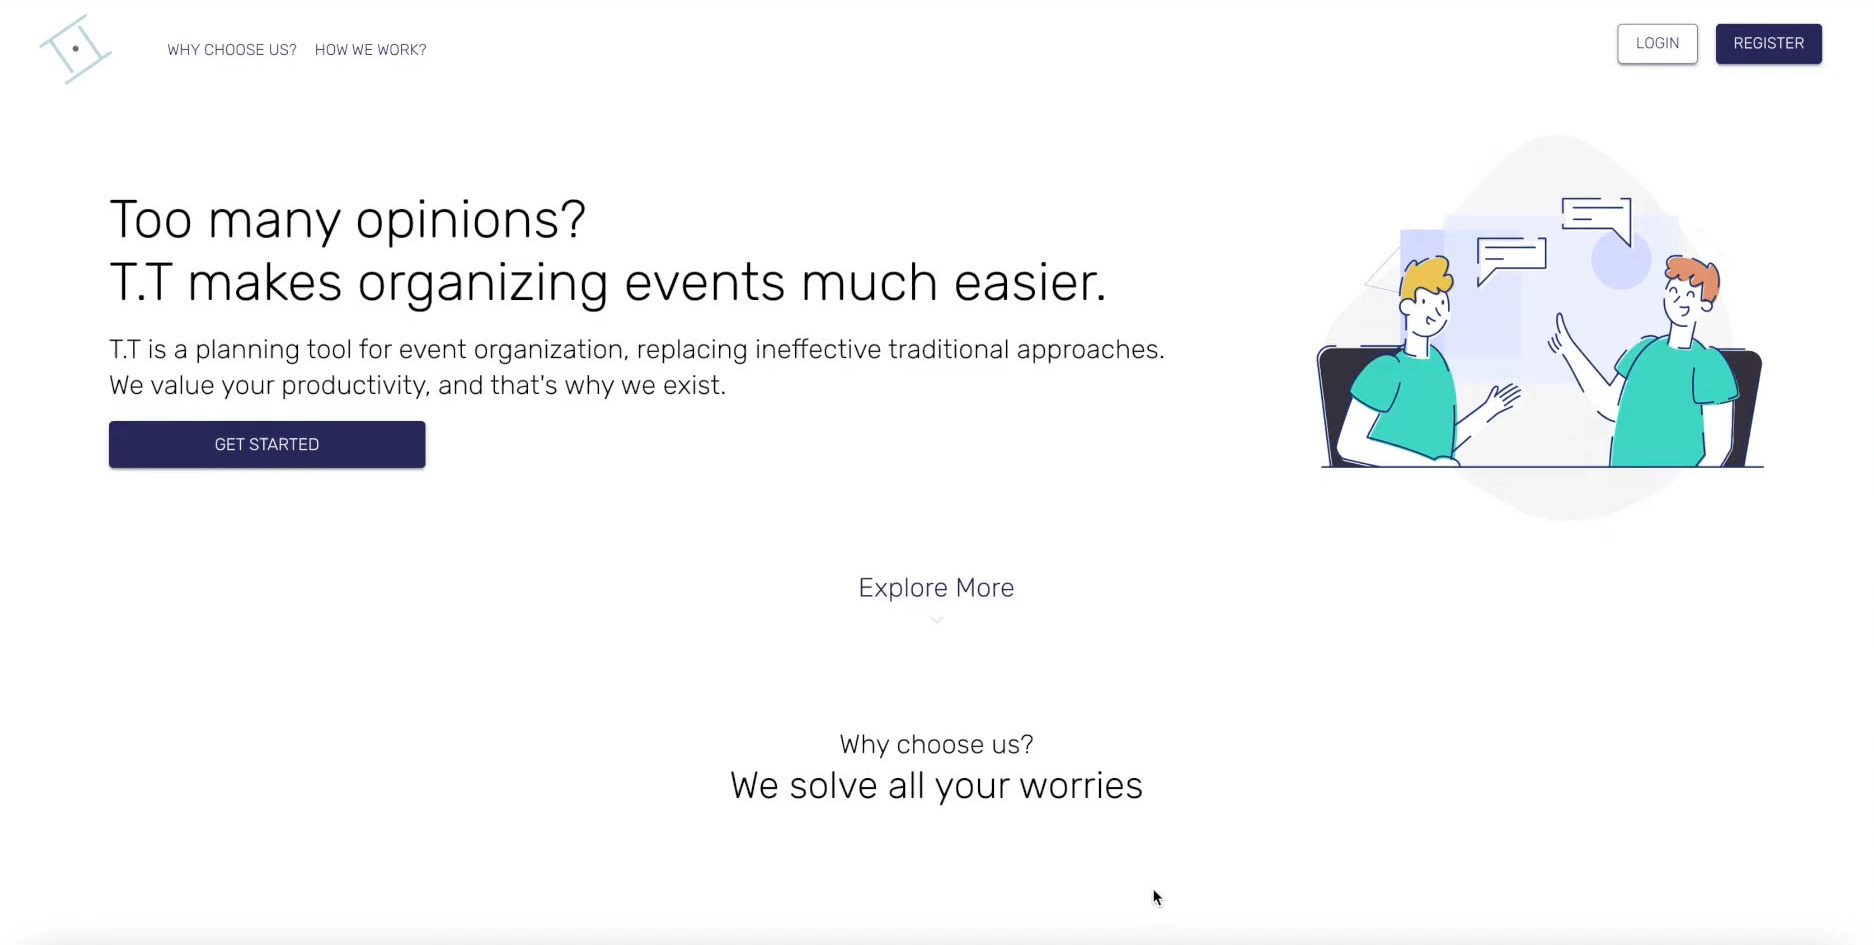 WHY CHOOSE US? HOW WE WORK? LOGIN REGISTER
Too many opinions?
T.T makes organizing events much easier.
T.T is a planning tool for event organization, replacing ineffective traditional approaches.
We value your productivity, and that's why we exist.
GET STARTED
Explore More
Why choose us?
We solve all your worries